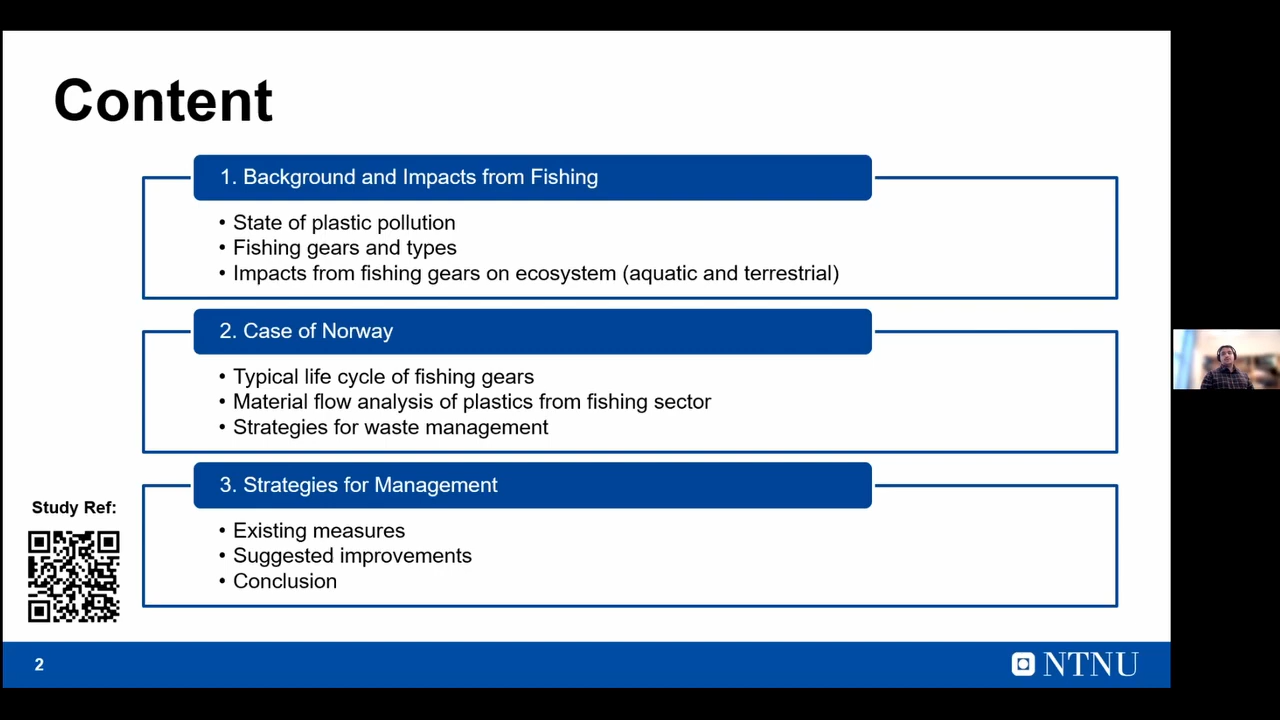 Content
1. Background and Impacts from Fishing
• State of plastic pollution
• Fishing gears and types
• Impacts from fishing gears on ecosystem (aquatic and terrestrial)
2. Case of Norway
• Typical life cycle of fishing gears
• Material flow analysis of plastics from fishing sector
• Strategies for waste management
3. Strategies for Management
• Existing measures
• Suggested improvements
• Conclusion
Study Ref:
2
NTNU